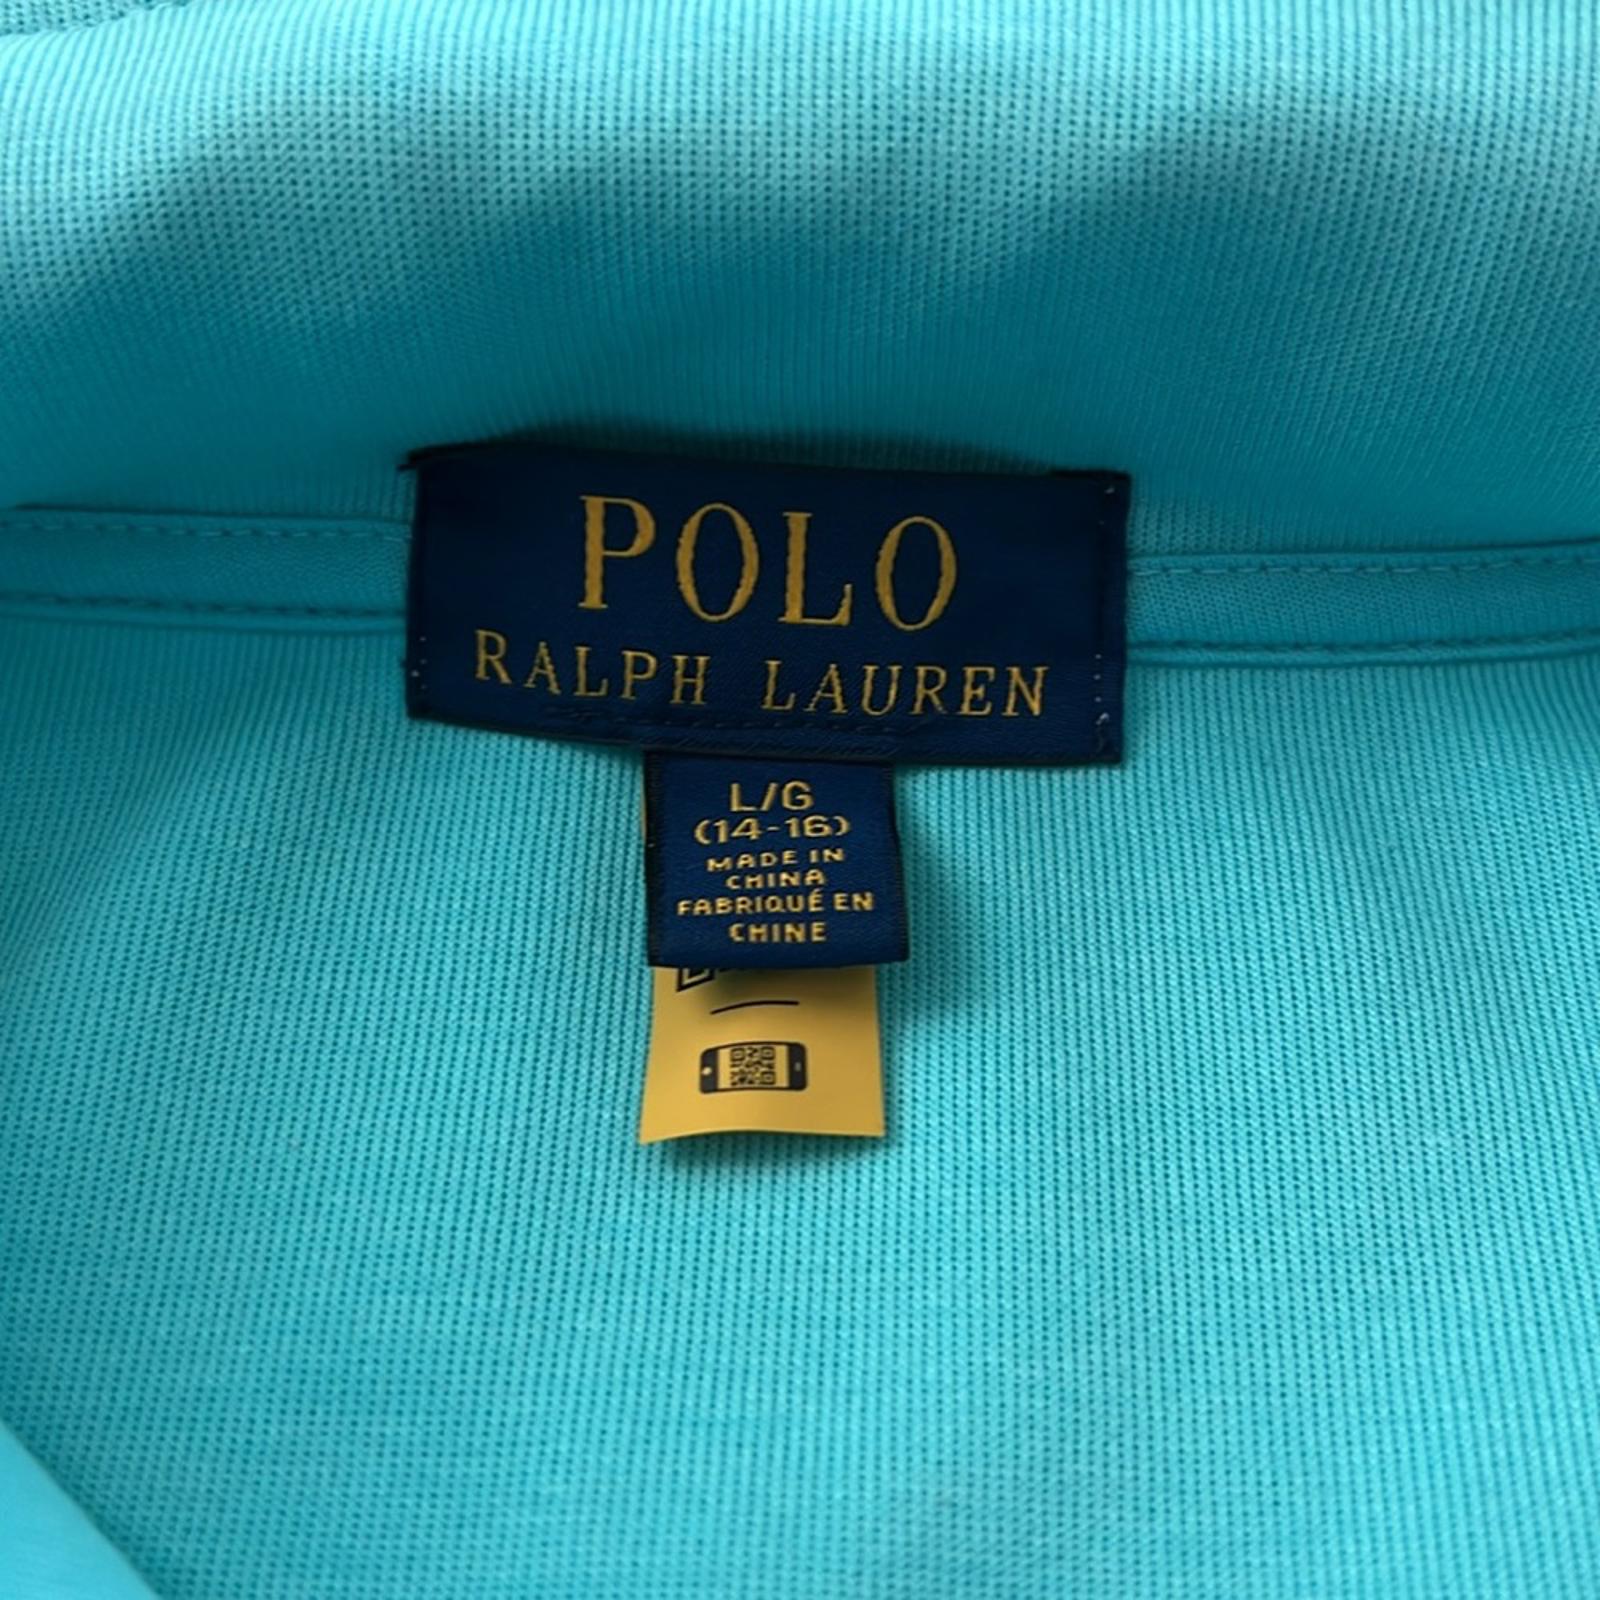 POLO
RALPH LAUREN
L/G
(14-16)
MADE IN
CHINA
FABRIQUÉ EN
CHINE